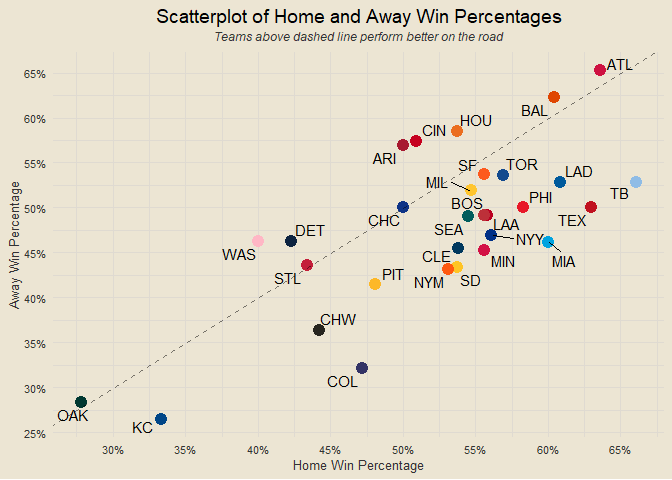 Scatterplot of Home and Away Win Percentages
Teams above dashed line perform better on the road
65%
60%
55%
50%
45%
40%
35%
30%
25%
Away Win Percentage
ATL
BAL
HOU
CIN
ARI
SF
TOR
LAD
MIL
TB
BOS
PHI
TEX
CHC
LAA
SEA
DET
NYY
WAS
CLE
MIN
MIA
STL
PIT
NYM
SD
CHW
COL
OAK
KC
30%
35%
40%
45%
50%
55%
60%
65%
Home Win Percentage